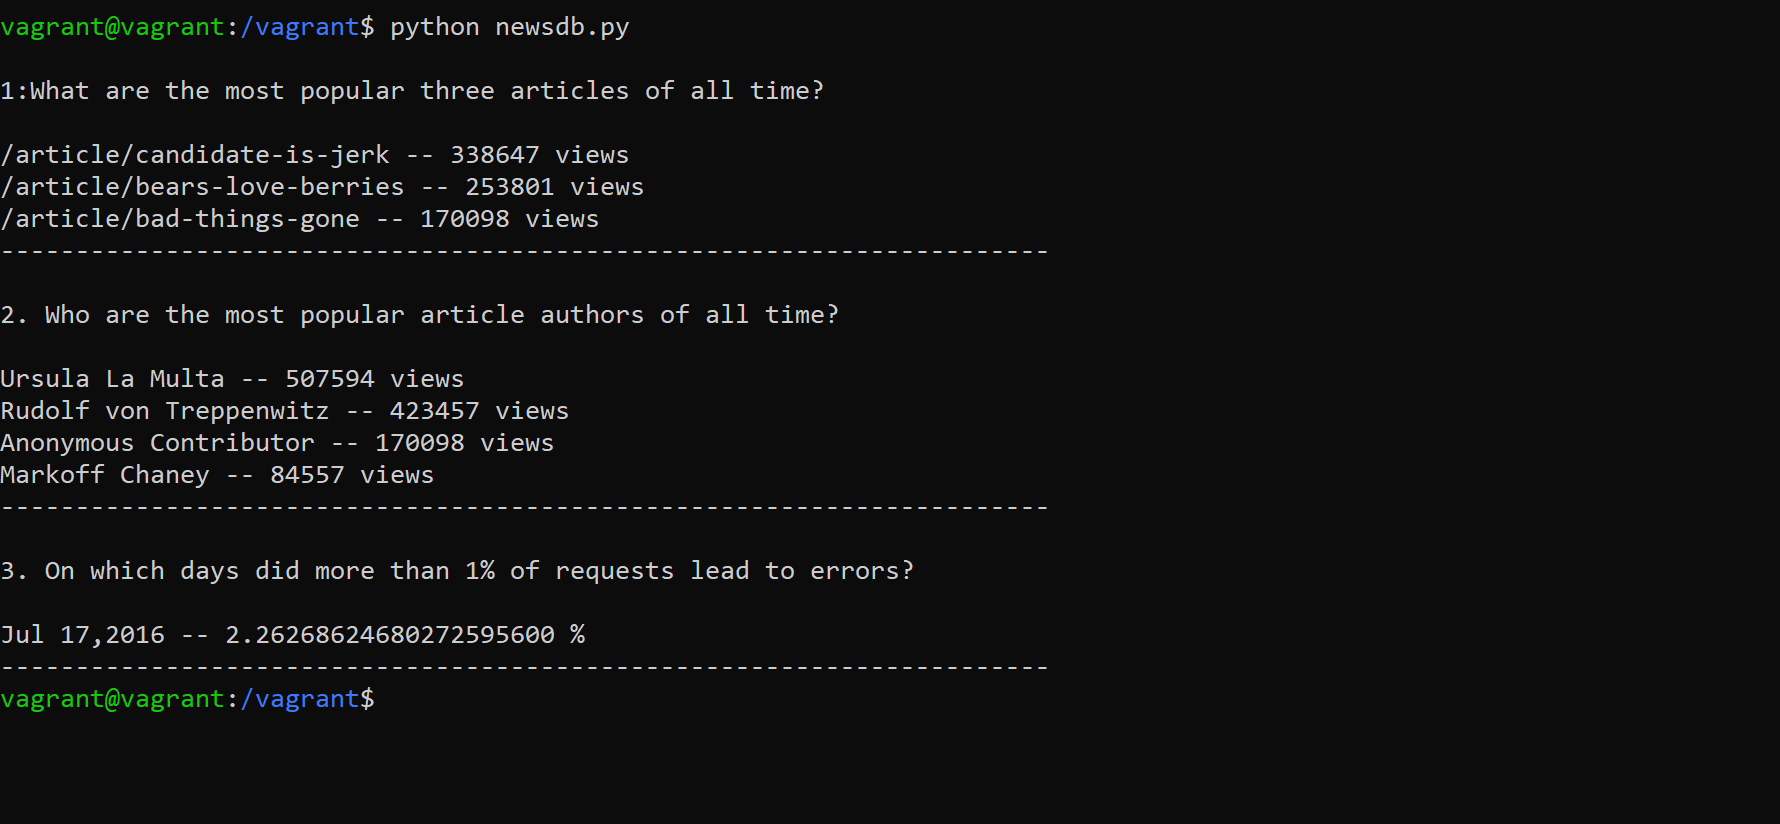 vagrant@vagrant:/vagrant$ python newsdb.py
1:What are the most popular three articles of all time?
/article/candidate-is-jerk -- 338647 views
/article/bears-love-berries -- 253801 views
/article/bad-things-gone -- 170098 views
----------------------------------------------------------------------
2. Who are the most popular article authors of all time?
Ursula La Multa -- 507594 views
Rudolf von Treppenwitz -- 423457 views
Anonymous Contributor -- 170098 views
Markoff Chaney -- 84557 views
----------------------------------------------------------------------
3. On which days did more than 1% of requests lead to errors?
Jul 17,2016 -- 2.26268624680272595600 %
----------------------------------------------------------------------
vagrant@vagrant:/vagrant$